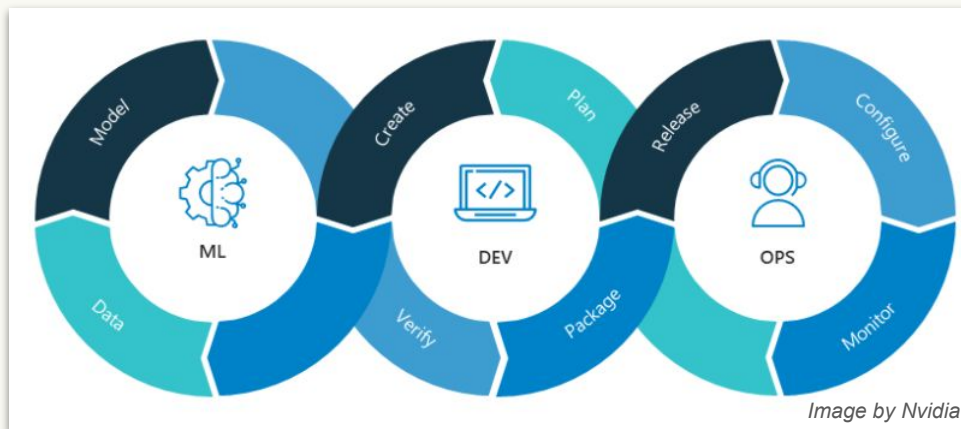 Model
Data
ML
Create
Plan
Verify
Package
</>
DEV
Release
Configure
Monitor
OPS
Image by Nvidia